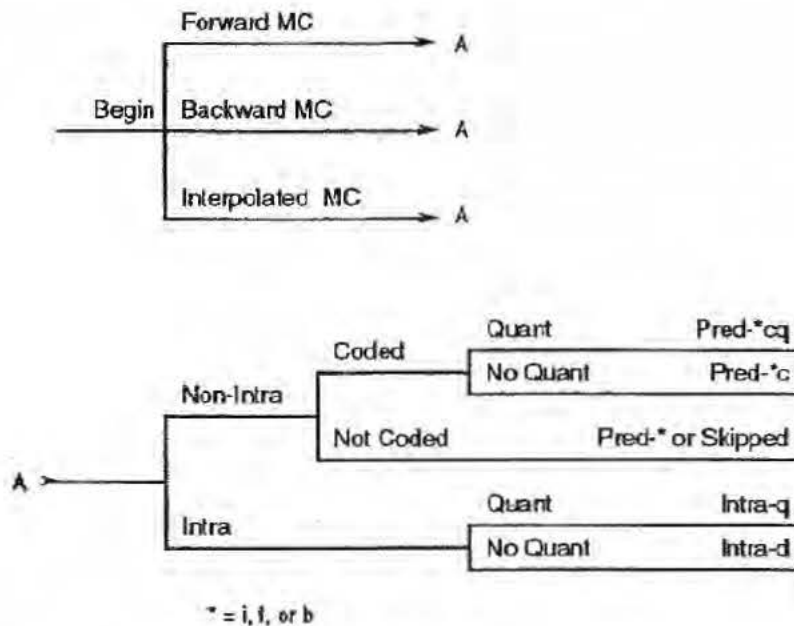 Forward MC
A
Begin Backward MC
A
Interpolated MC
A
Quant Pred-*cq
Coded
No Quant Pred-*c
Non-Intra
Not Coded Pred-* or Skipped
A
Quant Intra-q
Intra
No Quant Intra-d
* = i, f, or b